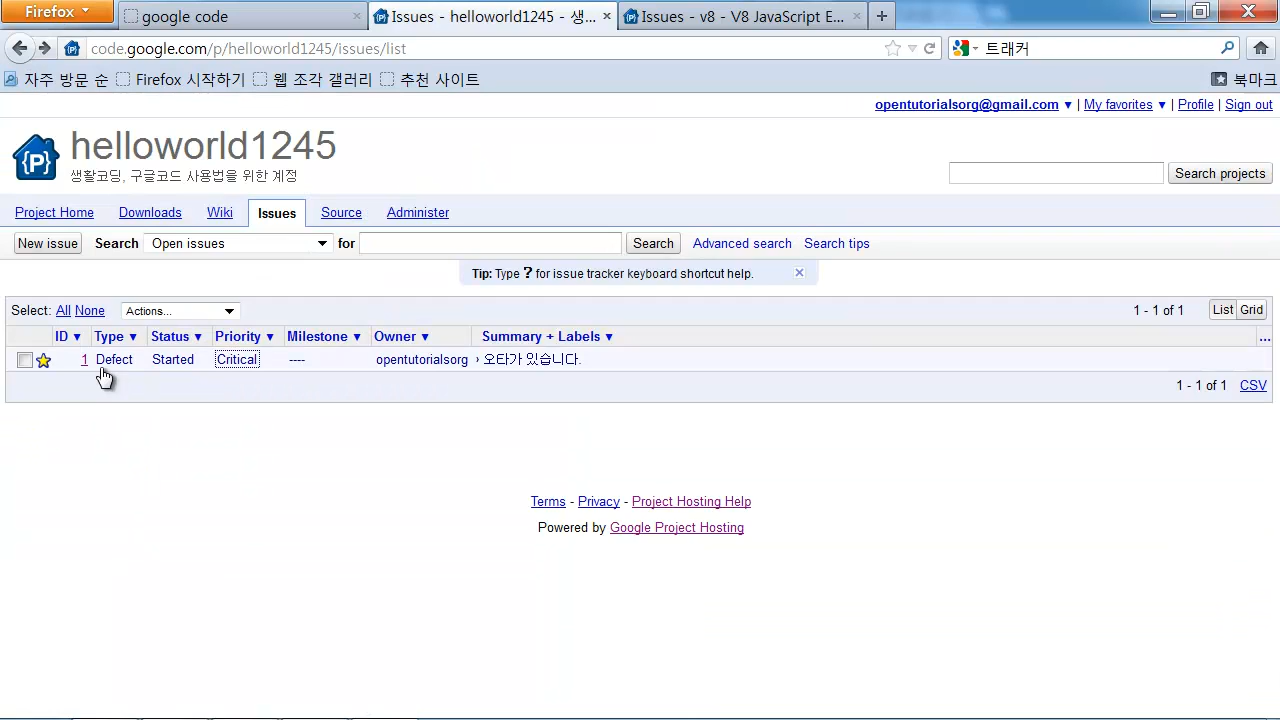 Firefox
google code
Issues - helloworld1245 - 생...
Issues - v8 - V8 JavaScript E...
code.google.com/p/helloworld1245/issues/list
트래커
자주 방문 순 Firefox 시작하기 웹 조각 갤러리 추천 사이트 북마크
opentutorialsorg@gmail.com ▼ | My favorites ▼ | Profile | Sign out
helloworld1245
생활코딩, 구글코드 사용법을 위한 계정
Search projects
Project Home Downloads Wiki Issues Source Administer
New issue Search Open issues for Search Advanced search Search tips
Tip: Type ? for issue tracker keyboard shortcut help.
Select: All None Actions... 1 - 1 of 1 List Grid
ID ▼ Type ▼ Status ▼ Priority ▼ Milestone ▼ Owner ▼ Summary + Labels ▼ ...
1 Defect Started Critical ---- opentutorialsorg › 오타가 있습니다.
1 - 1 of 1 CSV
Terms - Privacy - Project Hosting Help
Powered by Google Project Hosting